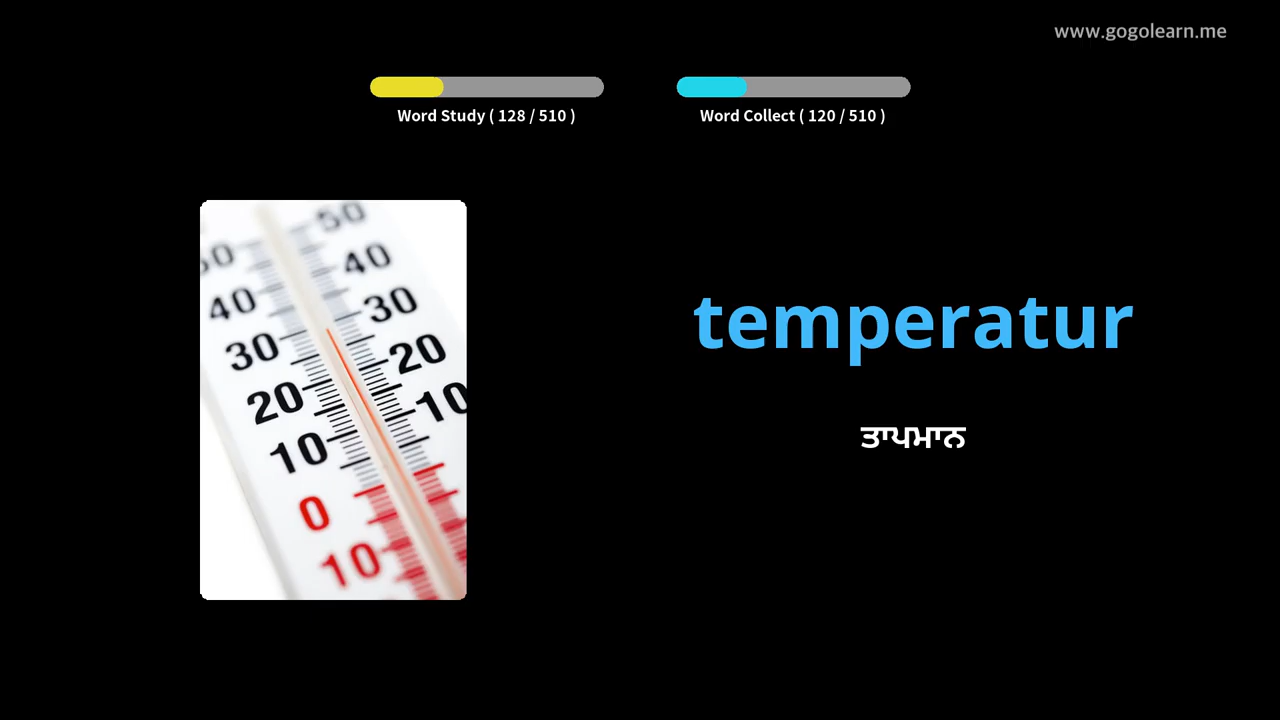 www.gogolearn.me
Word Study ( 128 / 510 )
Word Collect ( 120 / 510 )
50
40
30
20
10
40
30
20
10
0
10
temperatur
ਤਾਪਮਾਨ